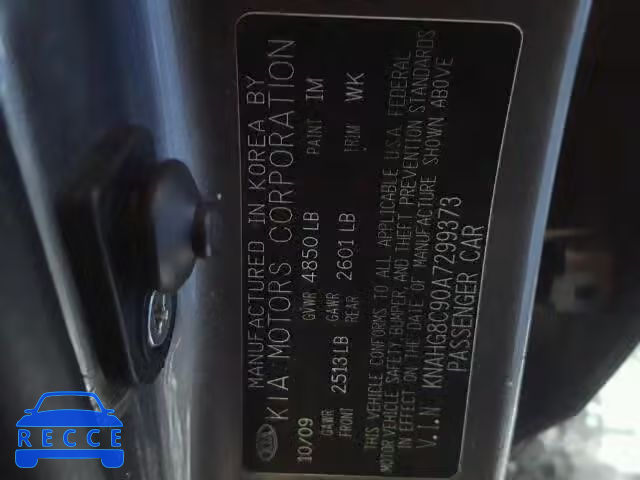 MANUFACTURED IN KOREA BY
KIA
KIA MOTORS CORPORATION
10/09 GVWR 4850 LB PAINT IM
GAWR FRONT 2513 LB GAWR REAR 2601 LB TRIM WK
THIS VEHICLE CONFORMS TO ALL APPLICABLE U.S.A. FEDERAL
MOTOR VEHICLE SAFETY, BUMPER, AND THEFT PREVENTION STANDARDS
IN EFFECT ON THE DATE OF MANUFACTURE SHOWN ABOVE
V.I.N: KNAHG8C90A7299373
PASSENGER CAR
RECCE